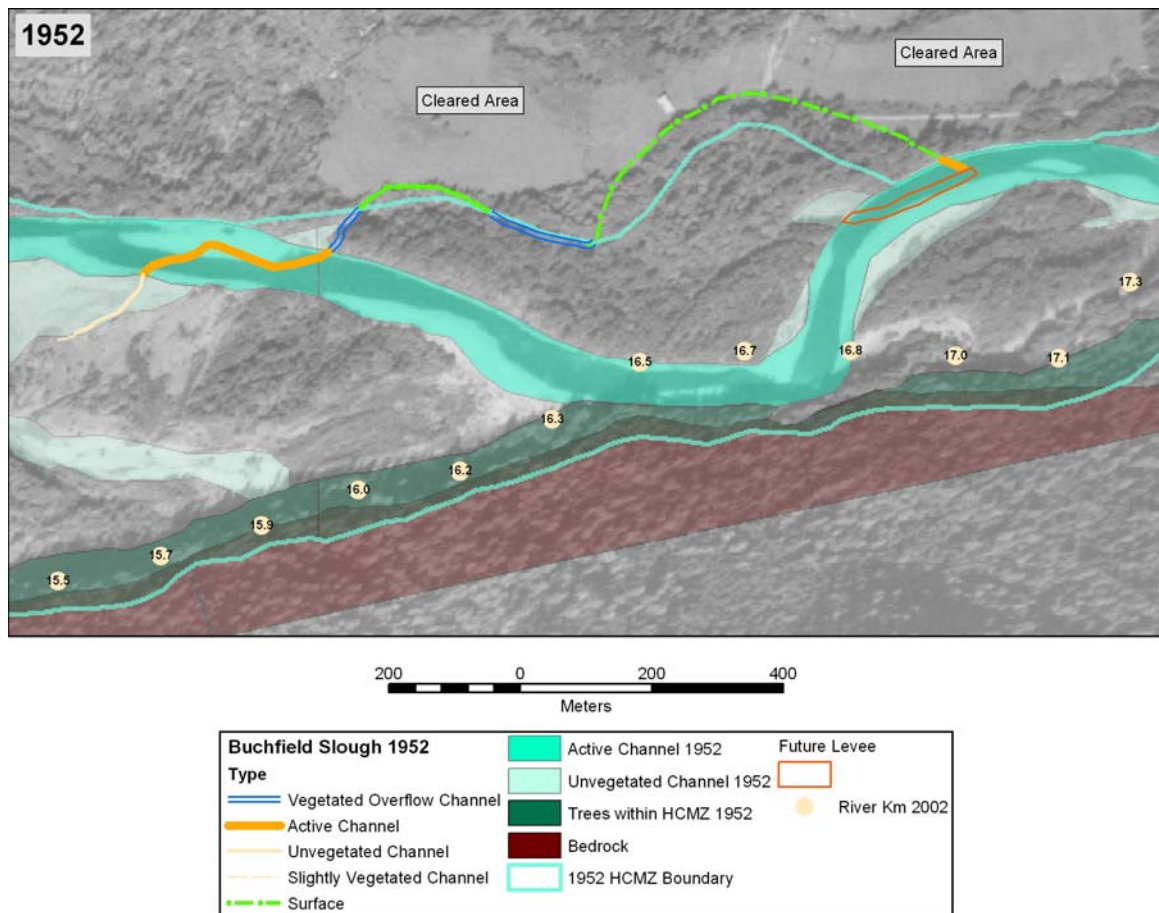 1952
Cleared Area
Cleared Area
17.3
16.5
16.7
16.8
17.0
17.1
16.3
16.2
16.0
15.9
15.7
15.5
200 0 200 400
Meters
Buchfield Slough 1952
Type
Vegetated Overflow Channel
Active Channel
Unvegetated Channel
Slightly Vegetated Channel
Surface
Active Channel 1952
Unvegetated Channel 1952
Trees within HCMZ 1952
Bedrock
1952 HCMZ Boundary
Future Levee
River Km 2002